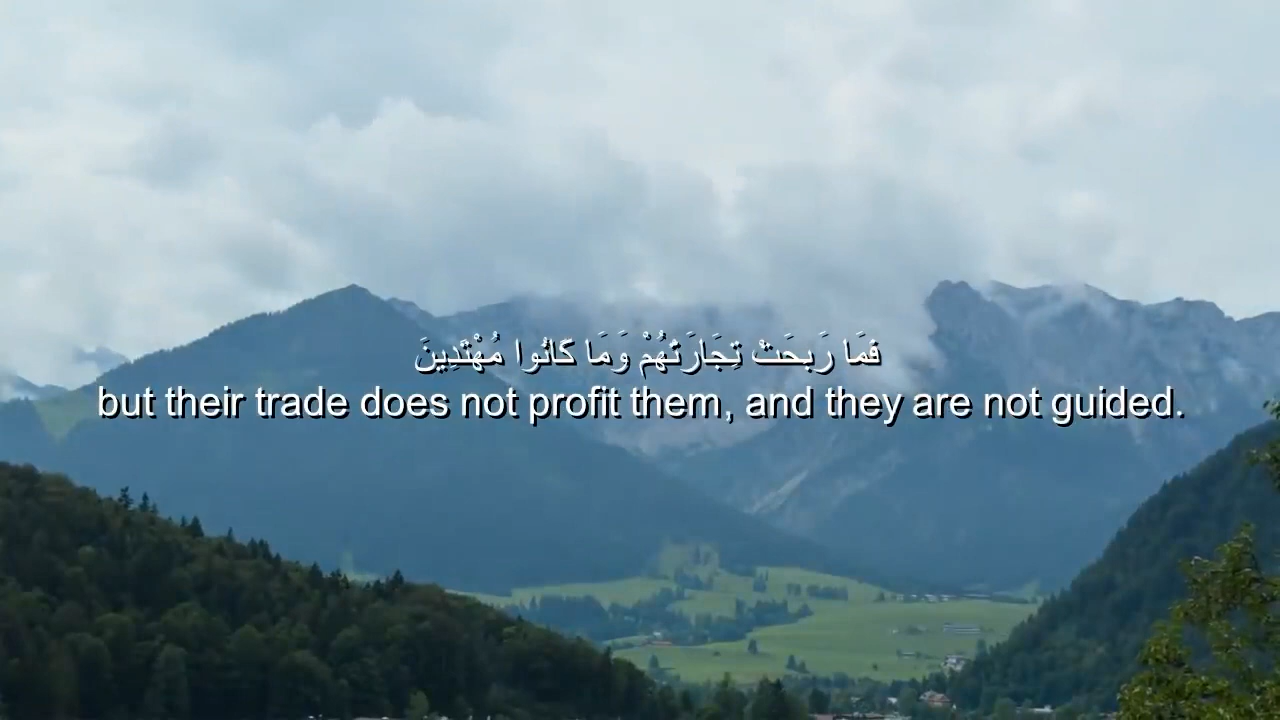 فَمَا رَبِحَتْ تِجَارَتُهُمْ وَمَا كَانُوا مُهْتَدِينَ
but their trade does not profit them, and they are not guided.